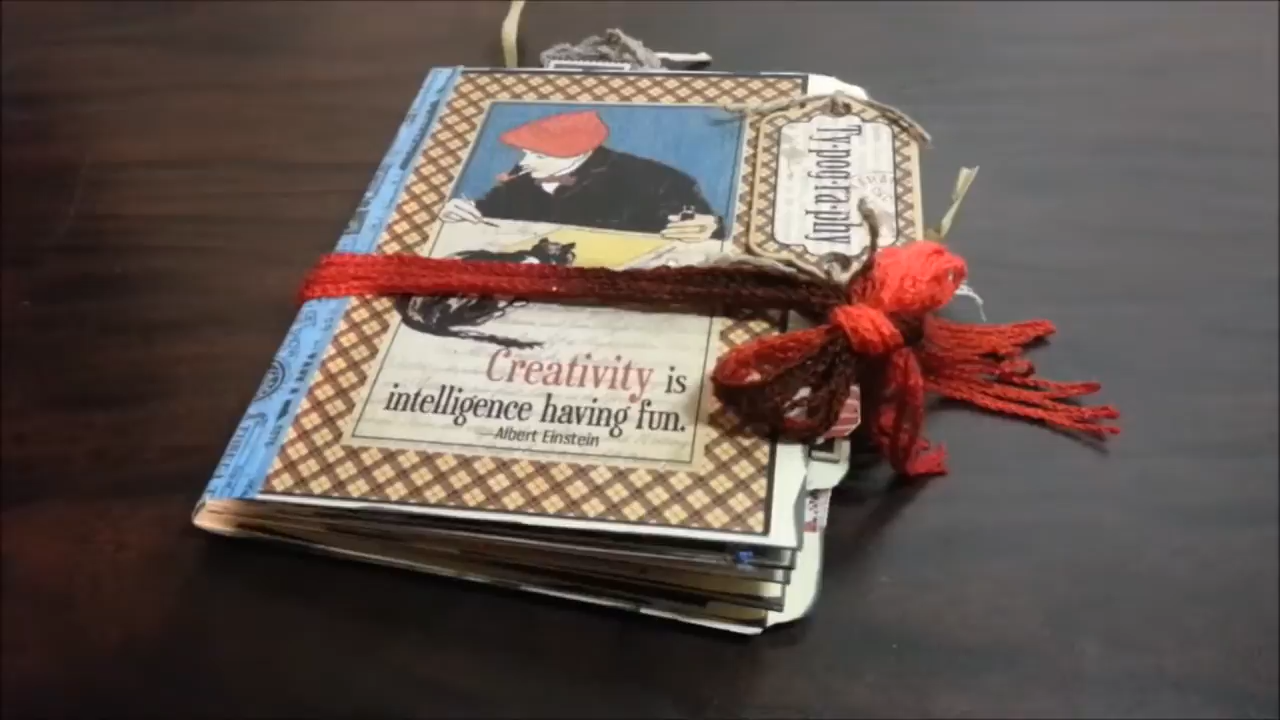 Ty·pog·ra·phy
Creativity is
intelligence having fun.
—Albert Einstein